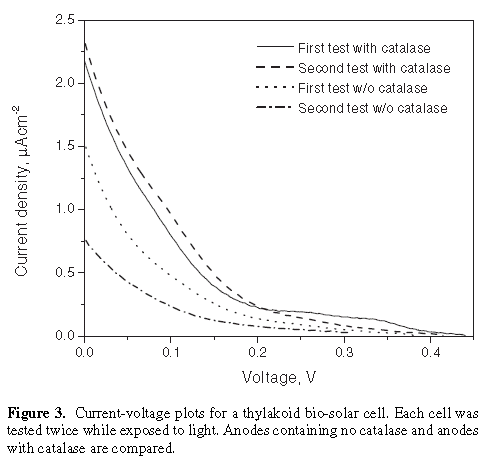 2.5
2.0
1.5
1.0
0.5
0.0
Current density, µAcm-2
First test with catalase
Second test with catalase
First test w/o catalase
Second test w/o catalase
0.0 0.1 0.2 0.3 0.4
Voltage, V
Figure 3. Current-voltage plots for a thylakoid bio-solar cell. Each cell was
tested twice while exposed to light. Anodes containing no catalase and anodes
with catalase are compared.